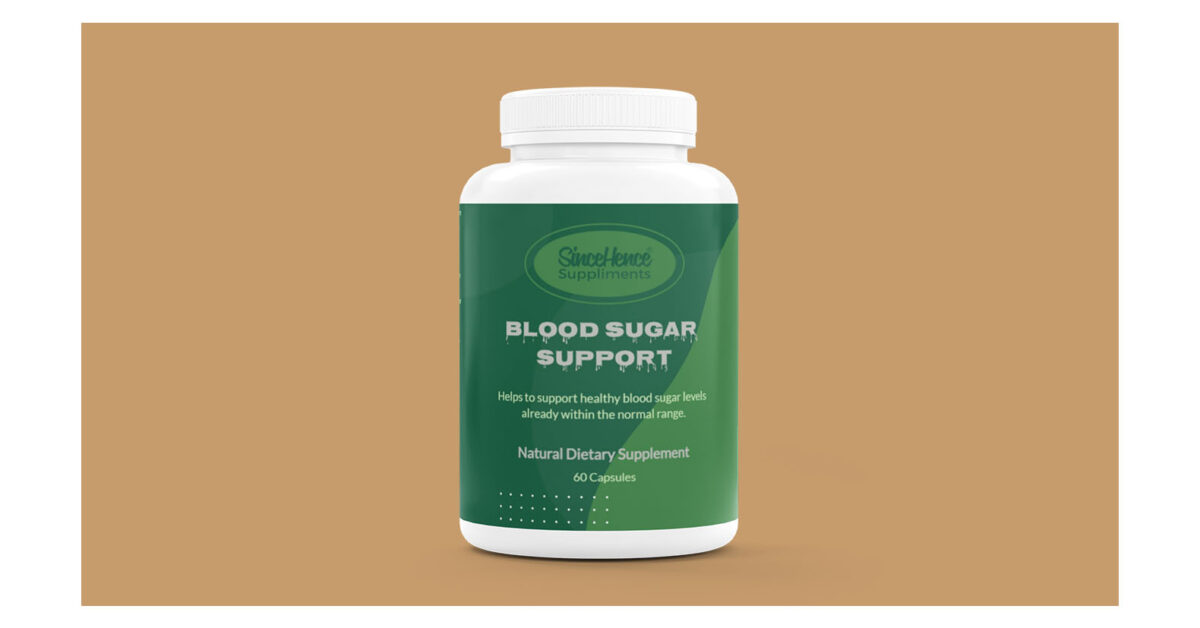 SinceHence®
Suppliments
BLOOD SUGAR
SUPPORT
Helps to support healthy blood sugar levels
already within the normal range.
Natural Dietary Supplement
60 Capsules